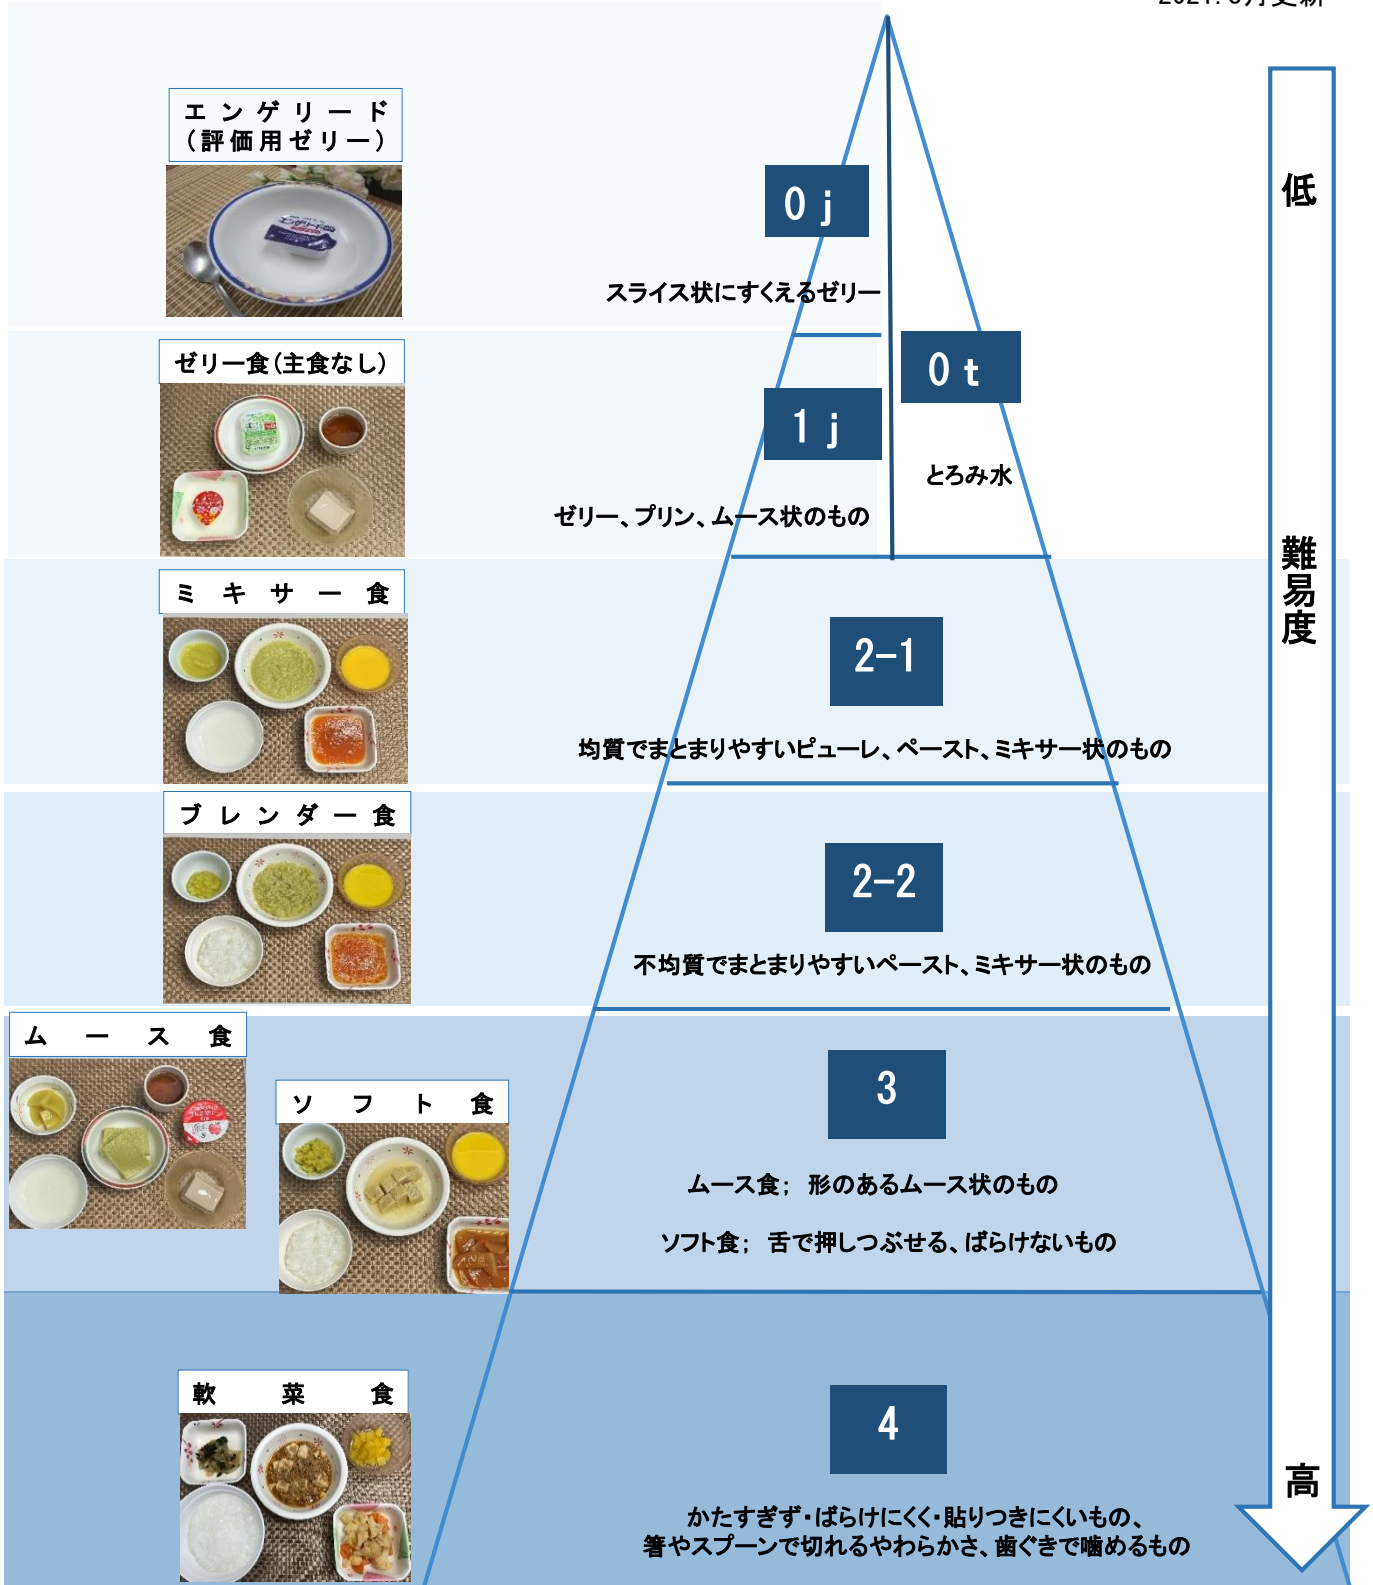 エンゲリード
(評価用ゼリー)
0j
スライス状にすくえるゼリー
ゼリー食(主食なし)
1j
ゼリー、プリン、ムース状のもの
0t
とろみ水
ミキサー食
2-1
均質でまとまりやすいピューレ、ペースト、ミキサー状のもの
ブレンダー食
2-2
不均質でまとまりやすいペースト、ミキサー状のもの
ムース食
ソフト食
3
ムース食; 形のあるムース状のもの
ソフト食; 舌で押しつぶせる、ばらけないもの
軟菜食
4
かたすぎず・ばらけにくく・貼りつきにくいもの、
箸やスプーンで切れるやわらかさ、歯ぐきで噛めるもの
低
難易度
高